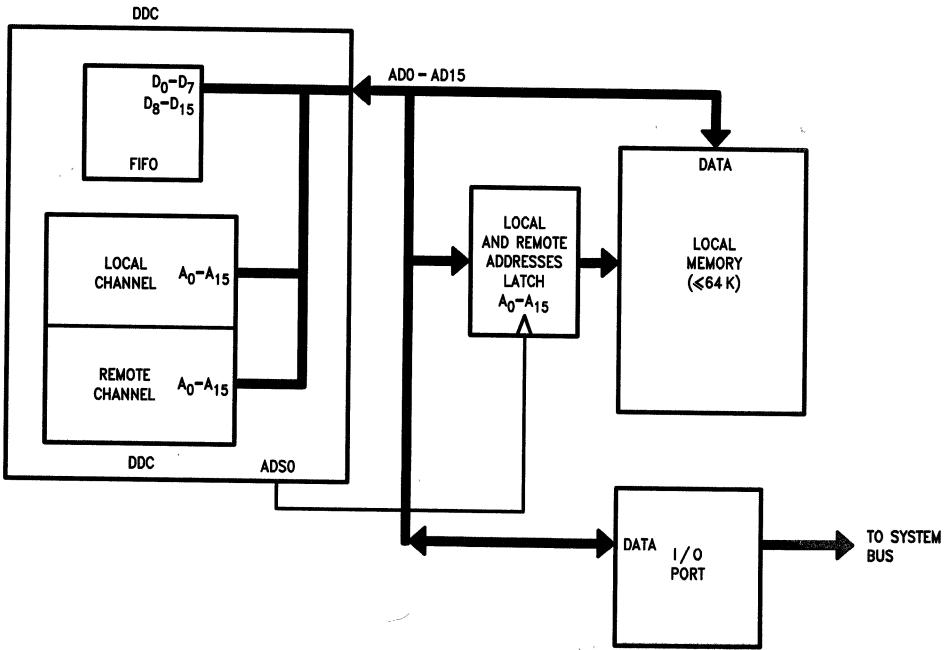 DDC
D₀–D₇
D₈–D₁₅
FIFO
LOCAL
CHANNEL
A₀–A₁₅
REMOTE
CHANNEL
A₀–A₁₅
DDC
ADS0
AD0–AD15
LOCAL
AND REMOTE
ADDRESSES
LATCH
A₀–A₁₅
DATA
LOCAL
MEMORY
(≤64K)
DATA
I/O
PORT
TO SYSTEM
BUS